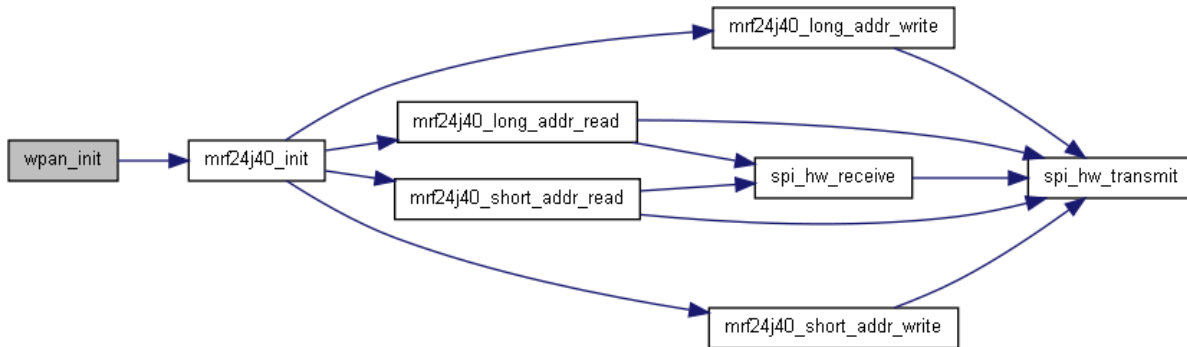 mrf24j40_long_addr_write
mrf24j40_long_addr_read
wpan_init
mrf24j40_init
spi_hw_receive
spi_hw_transmit
mrf24j40_short_addr_read
mrf24j40_short_addr_write